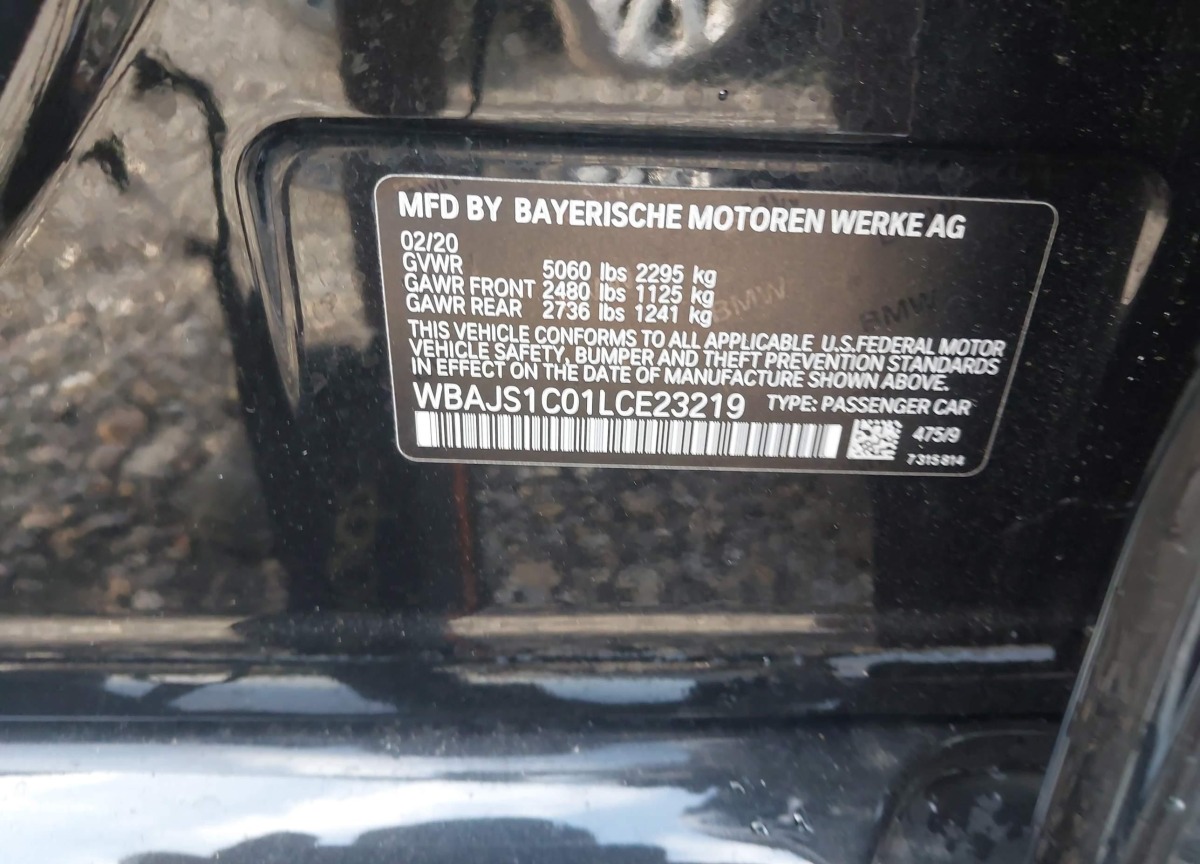 MFD BY BAYERISCHE MOTOREN WERKE AG
02/20
GVWR 5060 lbs 2295 kg
GAWR FRONT 2480 lbs 1125 kg
GAWR REAR 2736 lbs 1241 kg
THIS VEHICLE CONFORMS TO ALL APPLICABLE U.S.FEDERAL MOTOR
VEHICLE SAFETY, BUMPER AND THEFT PREVENTION STANDARDS
IN EFFECT ON THE DATE OF MANUFACTURE SHOWN ABOVE.
WBAJS1C01LCE23219 TYPE: PASSENGER CAR
475/9
7315814
BMW
BMW